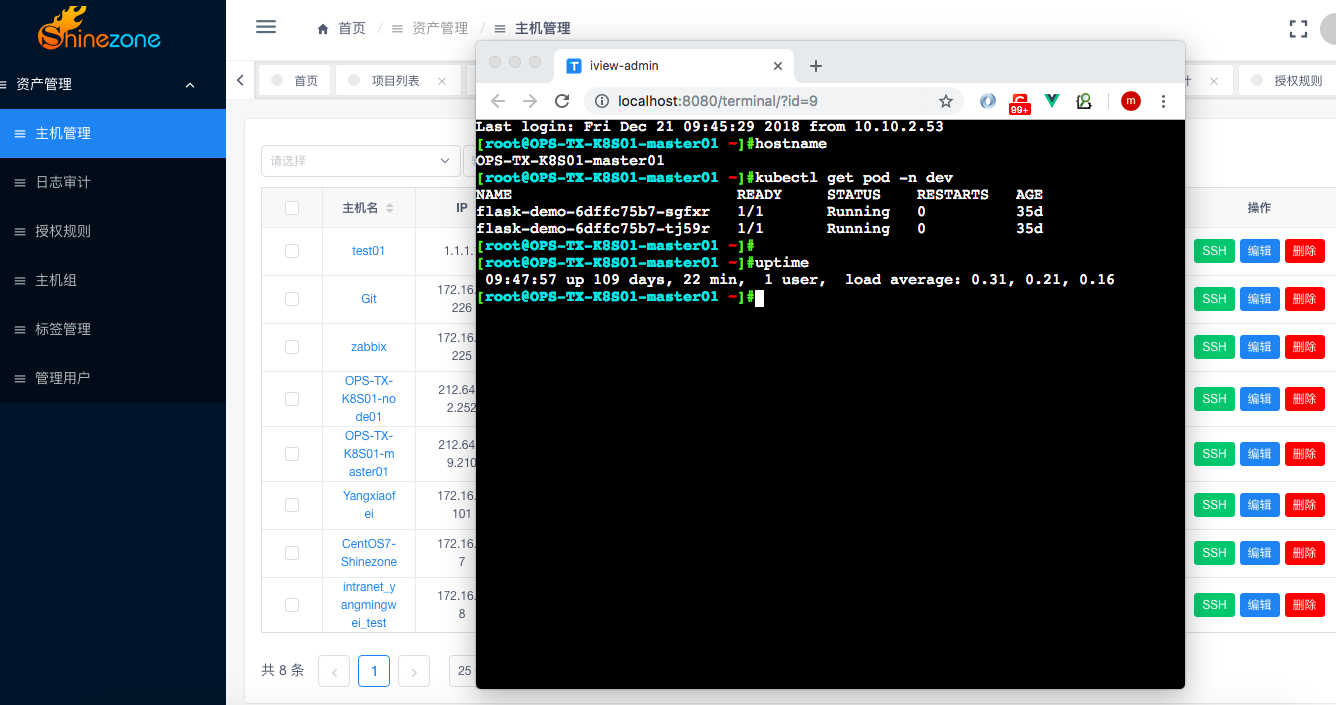 Shinezone
资产管理
主机管理
日志审计
授权规则
主机组
标签管理
管理用户
首页 / 资产管理 / 主机管理
首页
项目列表
授权规则
请选择
主机名
IP
操作
test01
1.1.1.
SSH 编辑 删除
Git
172.16.
226
SSH 编辑 删除
zabbix
172.16.
225
SSH 编辑 删除
OPS-TX-
K8S01-no
de01
212.64
2.252
SSH 编辑 删除
OPS-TX-
K8S01-m
aster01
212.64
9.210
SSH 编辑 删除
Yangxiaof
ei
172.16.
101
SSH 编辑 删除
CentOS7-
Shinezone
172.16.
7
SSH 编辑 删除
intranet_y
angmingw
ei_test
172.16.
8
SSH 编辑 删除
共 8 条
1
25
iview-admin
localhost:8080/terminal/?id=9
99+
m
Last login: Fri Dec 21 09:45:29 2018 from 10.10.2.53
[root@OPS-TX-K8S01-master01 ~]#hostname
OPS-TX-K8S01-master01
[root@OPS-TX-K8S01-master01 ~]#kubectl get pod -n dev
NAME READY STATUS RESTARTS AGE
flask-demo-6dffc75b7-sgfxr 1/1 Running 0 35d
flask-demo-6dffc75b7-tj59r 1/1 Running 0 35d
[root@OPS-TX-K8S01-master01 ~]#
[root@OPS-TX-K8S01-master01 ~]#uptime
09:47:57 up 109 days, 22 min, 1 user, load average: 0.31, 0.21, 0.16
[root@OPS-TX-K8S01-master01 ~]#